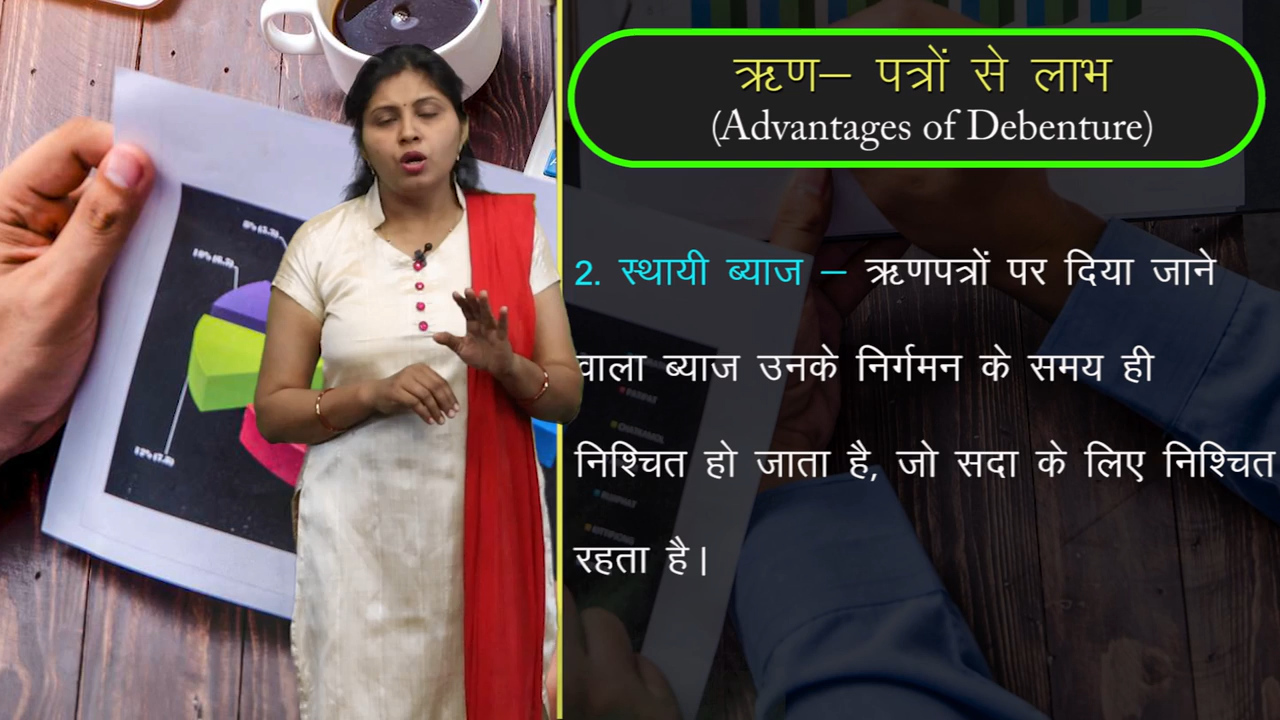 ऋण– पत्रों से लाभ
(Advantages of Debenture)
2. स्थायी ब्याज – ऋणपत्रों पर दिया जाने
वाला ब्याज उनके निर्गमन के समय ही
निश्चित हो जाता है, जो सदा के लिए निश्चित
रहता है।